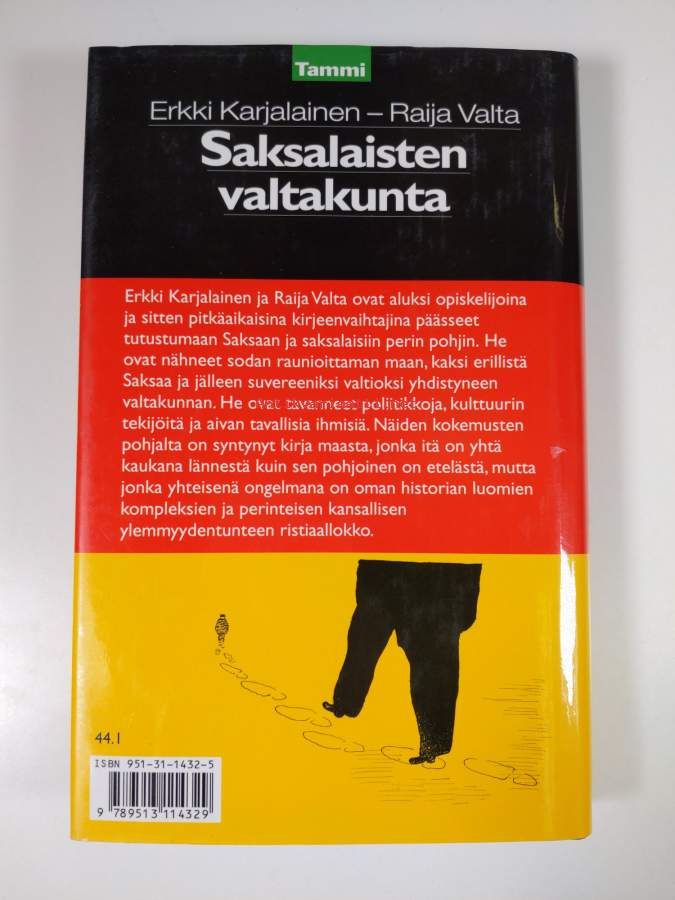 Tammi
Erkki Karjalainen – Raija Valta
Saksalaisten
valtakunta
Erkki Karjalainen ja Raija Valta ovat aluksi opiskelijoina
ja sitten pitkäaikaisina kirjeenvaihtajina päässeet
tutustumaan Saksaan ja saksalaisiin perin pohjin. He
ovat nähneet sodan raunioittaman maan, kaksi erillistä
Saksaa ja jälleen suvereeniksi valtioksi yhdistyneen
valtakunnan. He ovat tavanneet poliitikkoja, kulttuurin
tekijöitä ja aivan tavallisia ihmisiä. Näiden kokemusten
pohjalta on syntynyt kirja maasta, jonka itä on yhtä
kaukana lännestä kuin sen pohjoinen on etelästä, mutta
jonka yhteisenä ongelmana on oman historian luomien
kompleksien ja perinteisen kansallisen
ylemmyydentunteen ristiaallokko.
44.1
ISBN 951-31-1432-5
9 789513 114329